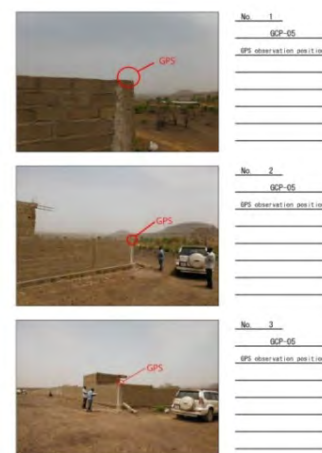 GPS
No. 1
GCP-05
GPS observation position
GPS
No. 2
GCP-05
GPS observation position
GPS
No. 3
GCP-05
GPS observation position